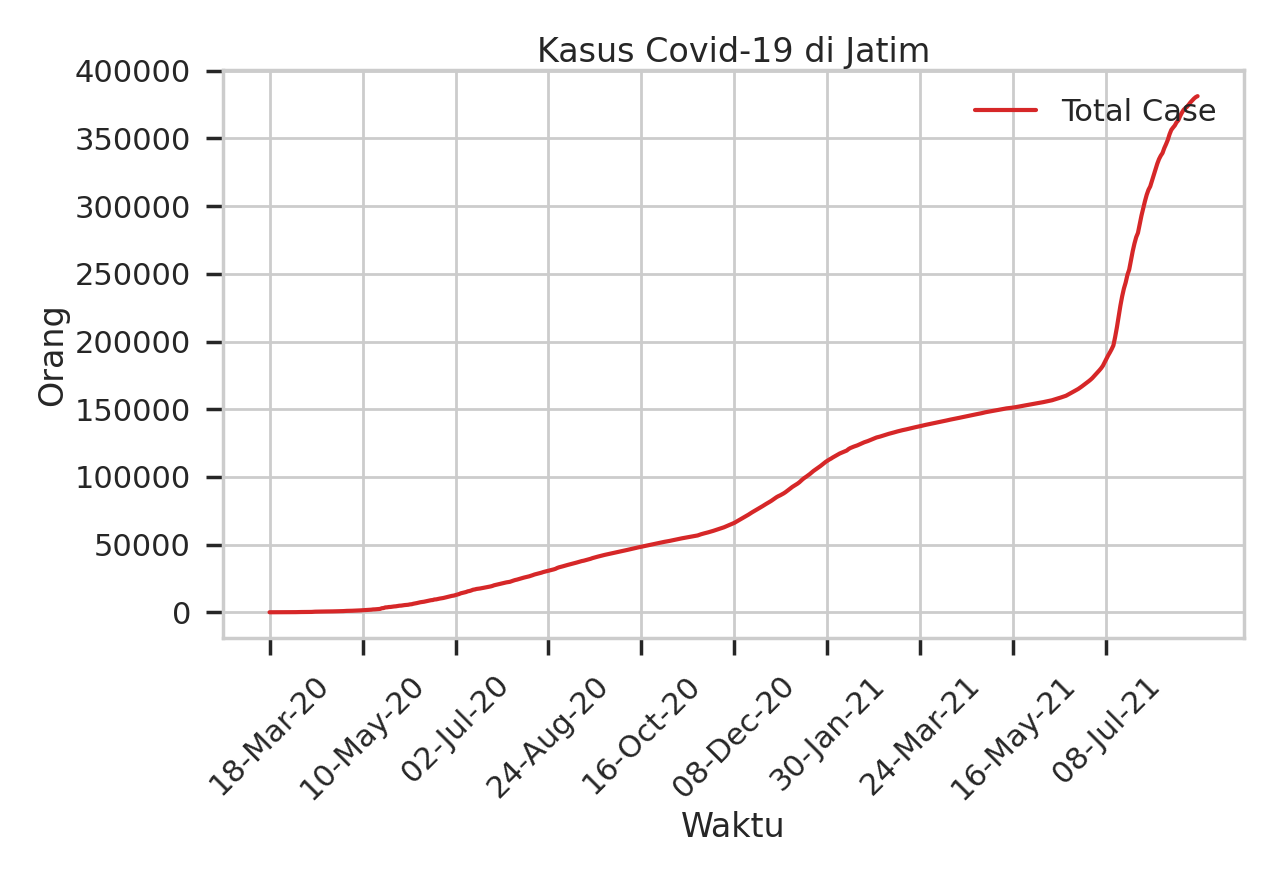 Kasus Covid-19 di Jatim
Total Case
Orang
400000
350000
300000
250000
200000
150000
100000
50000
0
18-Mar-20
10-May-20
02-Jul-20
24-Aug-20
16-Oct-20
08-Dec-20
30-Jan-21
24-Mar-21
16-May-21
08-Jul-21
Waktu